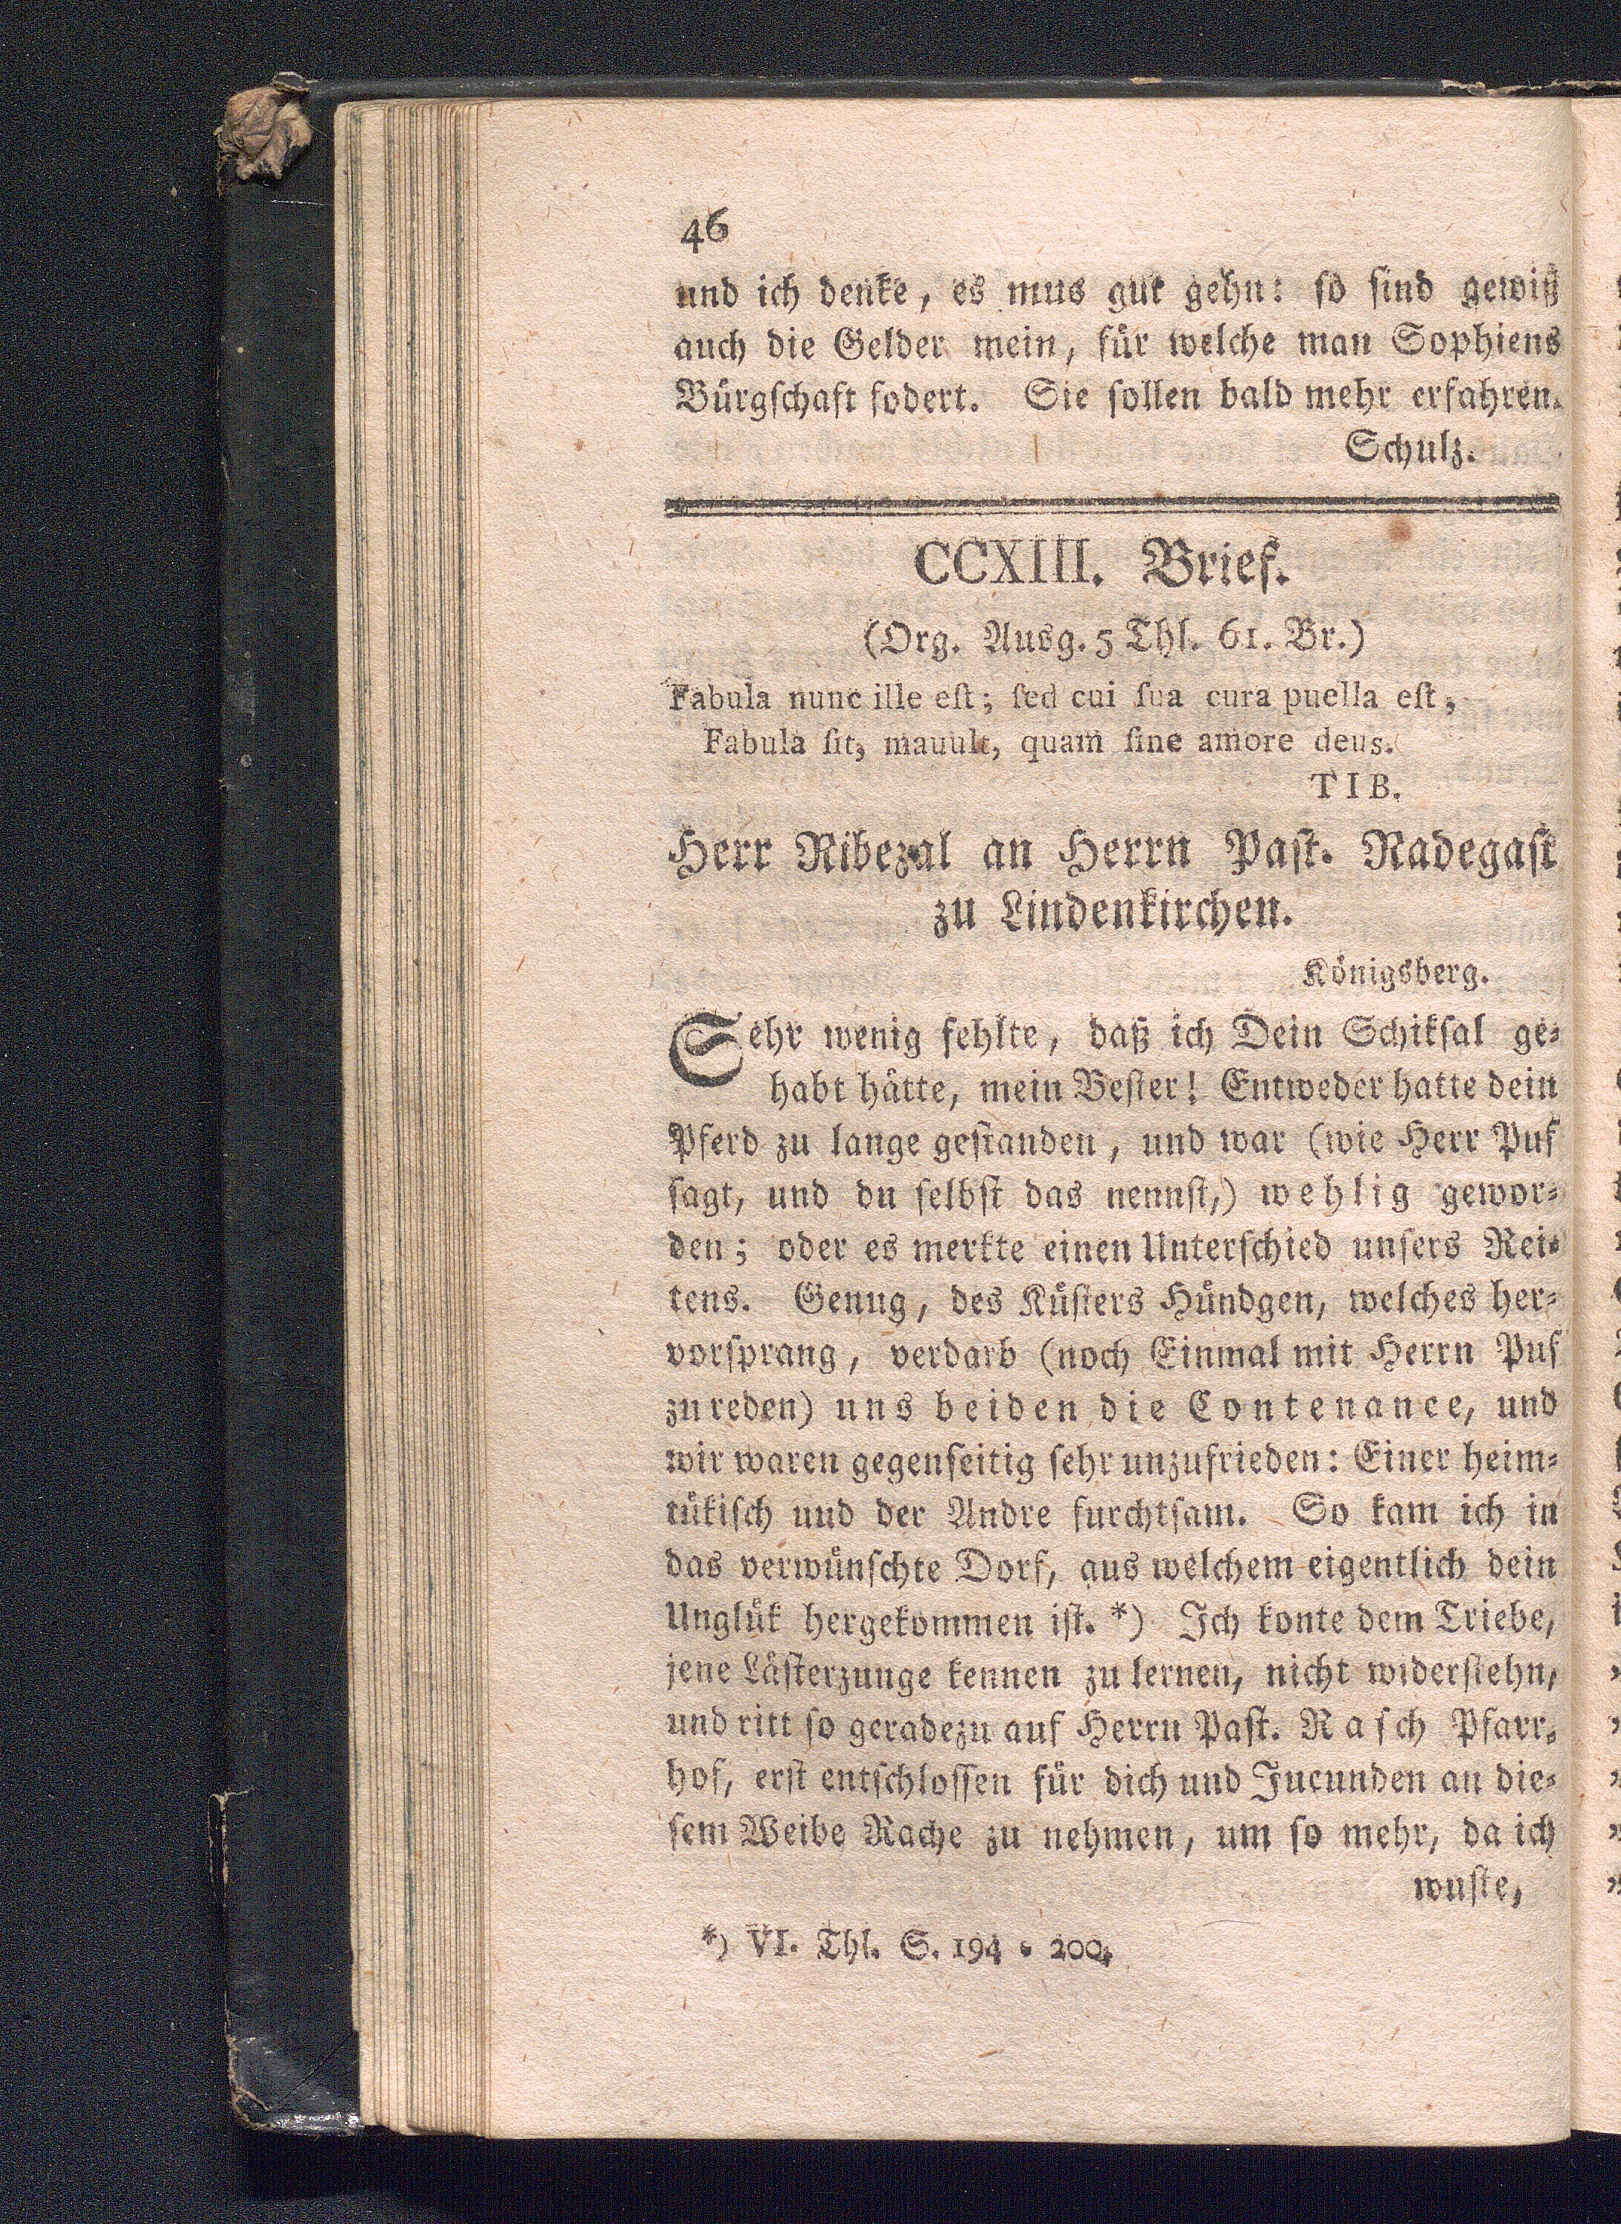 46
und ich denke, es mus gut gehn: so sind gewiß
auch die Gelder mein, für welche man Sophiens
Bürgschaft fodert. Sie sollen bald mehr erfahren.
Schulz.
CCXIII. Brief.
(Org. Ausg. 5 Thl. 61. Br.)
Fabula nunc ille eſt; ſed cui ſua cura puella eſt,
Fabula ſit, mauult, quam ſine amore deus.
TIB.
Herr Ribezal an Herrn Paſt. Radegaſt
zu Lindenkirchen.
Königsberg.
Sehr wenig fehlte, daß ich Dein Schikſal ge-
habt hätte, mein Beſter! Entweder hatte dein
Pferd zu lange geſtanden, und war (wie Herr Puf
ſagt, und du ſelbſt das nennſt,) wehlig gewor-
den; oder es merkte einen Unterſchied unſers Rei-
tens. Genug, des Küſters Hündgen, welches her-
vorſprang, verdarb (noch Einmal mit Herrn Puf
zu reden) uns beiden die Contenance, und
wir waren gegenſeitig ſehr unzufrieden: Einer heim-
tükiſch und der Andre furchtſam. So kam ich in
das verwünſchte Dorf, aus welchem eigentlich dein
Unglük hergekommen iſt. *) Ich konte dem Triebe,
jene Läſterzunge kennen zu lernen, nicht widerſtehn,
und ritt ſo geradezu auf Herrn Paſt. Raſch Pfarr-
hof, erſt entſchloſſen für dich und Jucunden an die-
ſem Weibe Rache zu nehmen, um ſo mehr, da ich
wuſte,
*) VI. Thl. S. 194 - 200.